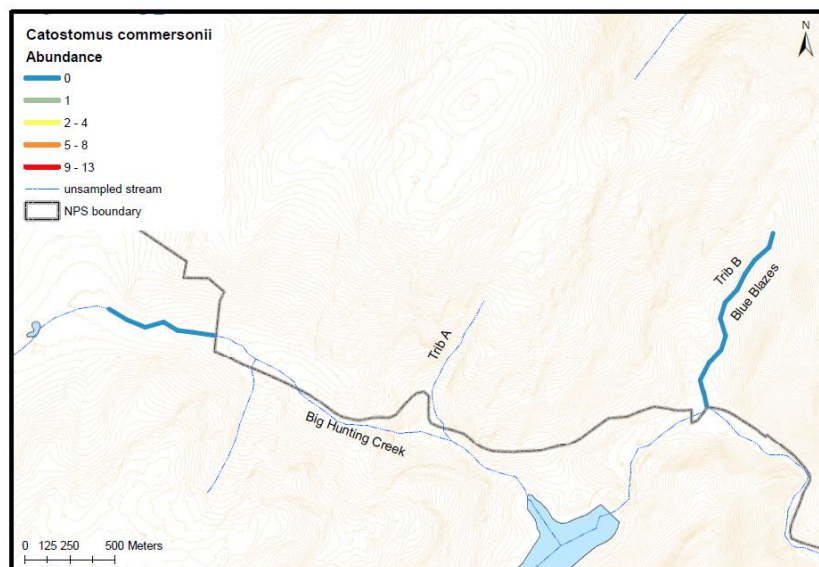 Catostomus commersonii
Abundance
0
1
2 - 4
5 - 8
9 - 13
unsampled stream
NPS boundary
N
Trib B
Blue Blazes
Trib A
Big Hunting Creek
0 125 250 500 Meters